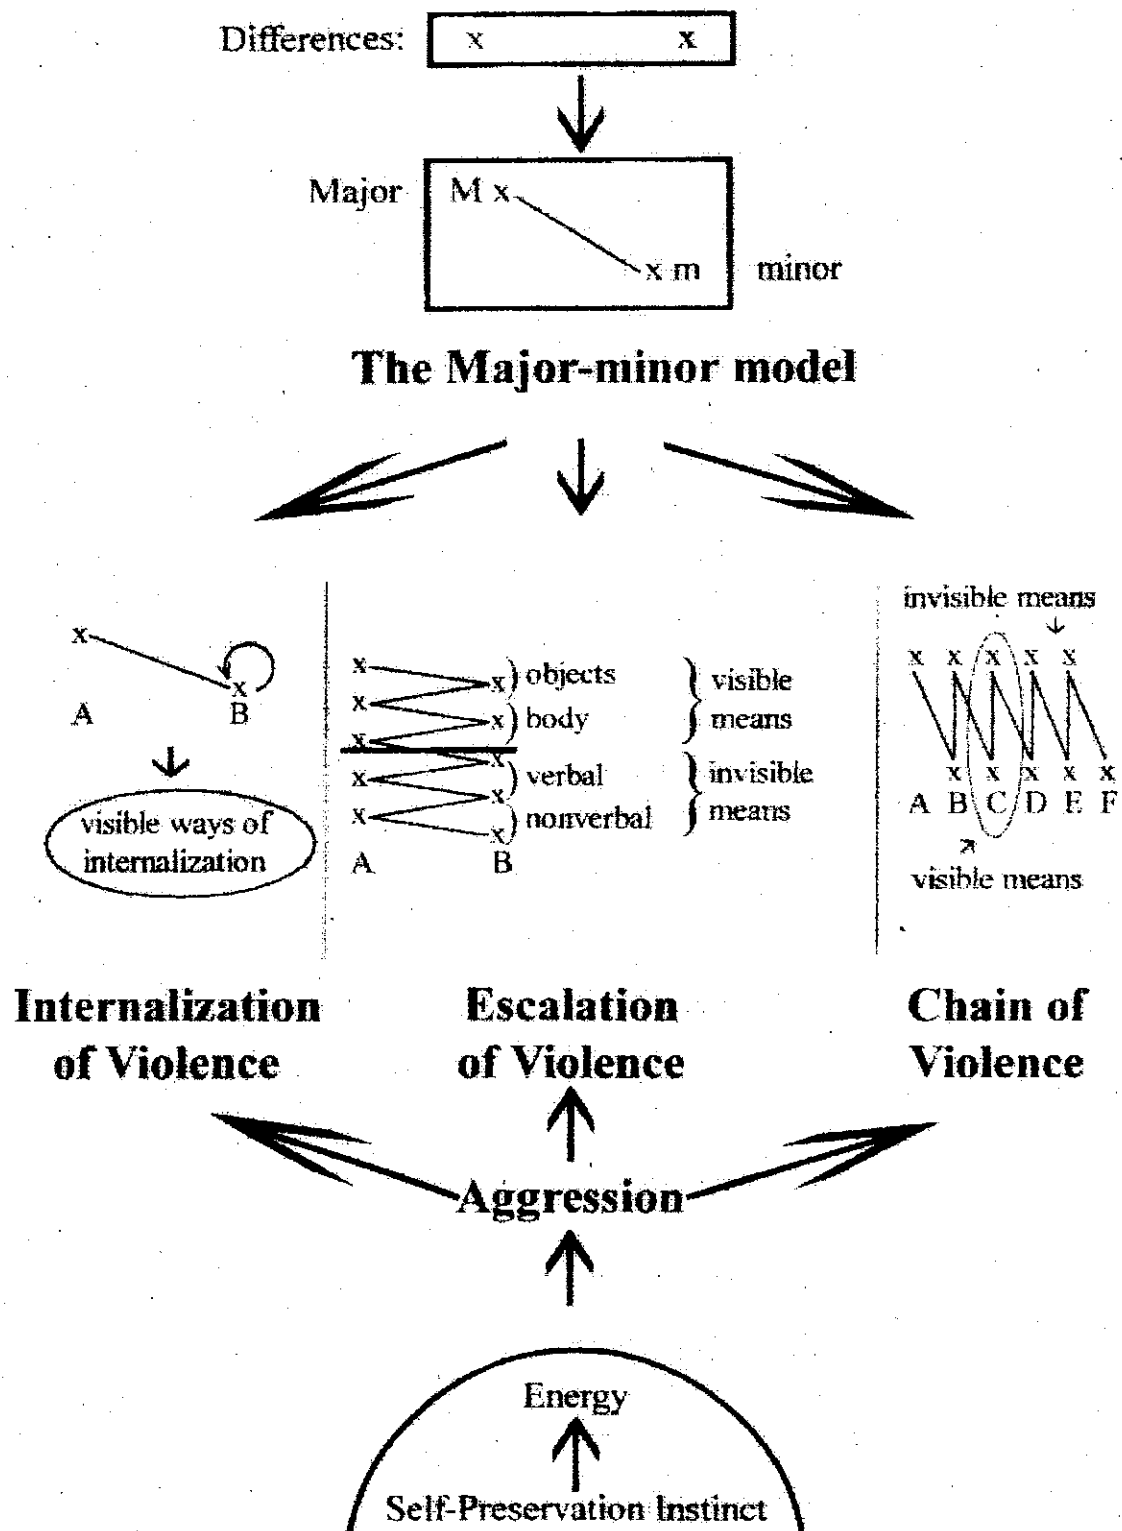 Differences: x x
Major M x
x m minor
The Major-minor model
x
x
A B
visible ways of
internalization
x
x
x
x
x
A
x ) objects
x ) body
x
) verbal
x
) nonverbal
x
B
} visible
means
} invisible
means
invisible means
x x x x x
x x x x x
A B C D E F
visible means
Internalization
of Violence
Escalation
of Violence
Chain of
Violence
Aggression
Energy
Self-Preservation Instinct